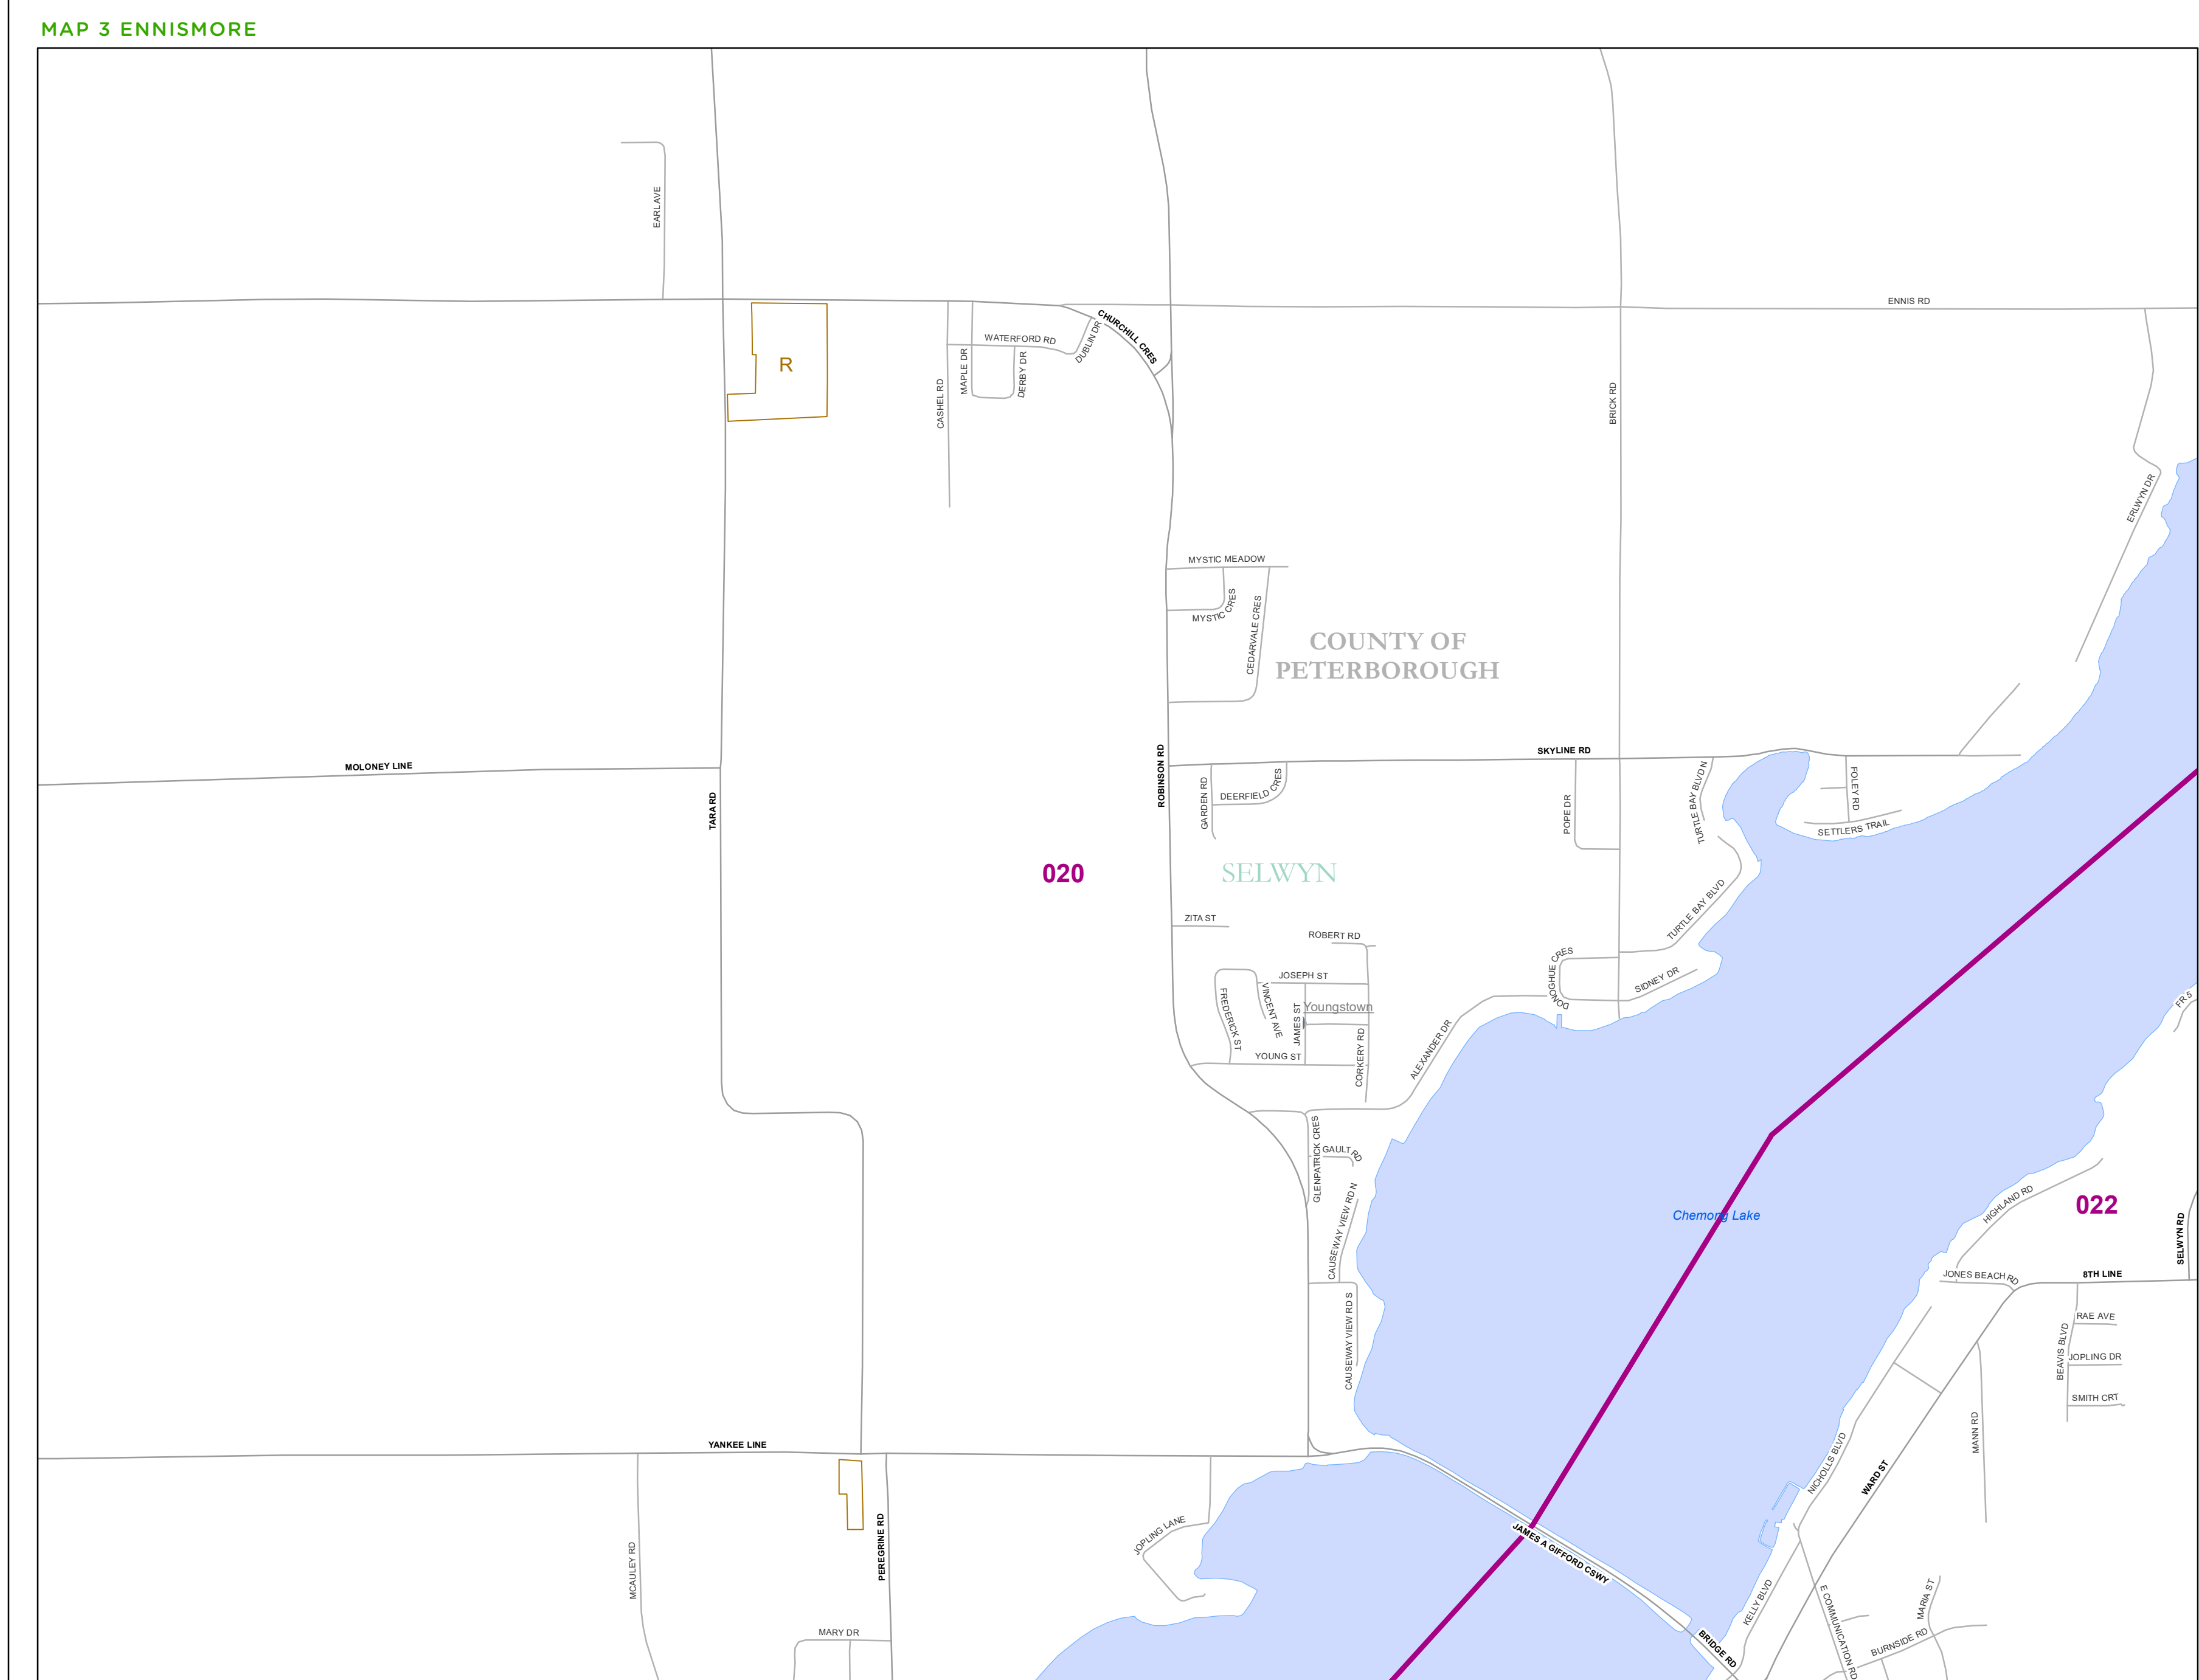 MAP 3 ENNISMORE
EARL AVE
ENNIS RD
CHURCHILL CRES
WATERFORD RD
DUBLIN DR
R
MAPLE DR
DERBY DR
CASHEL RD
BRICK RD
ERLWYN DR
MYSTIC MEADOW
MYSTIC CRES
CEDARVALE CRES
COUNTY OF
PETERBOROUGH
SKYLINE RD
MOLONEY LINE
TARA RD
ROBINSON RD
GARDEN RD
DEERFIELD CRES
POPE DR
TURTLE BAY BLVD N
FOLEY RD
SETTLERS TRAIL
020
SELWYN
TURTLE BAY BLVD
ZITA ST
ROBERT RD
JOSEPH ST
DONOGHUE CRES
SIDNEY DR
FREDERICK ST
VINCENT AVE
JAMES ST
Youngstown
FR 5
YOUNG ST
CORKERY RD
ALEXANDER DR
GLENPATRICK CRES
GAULT RD
CAUSEWAY VIEW RD N
Chemong Lake
HIGHLAND RD
022
SELWYN RD
JONES BEACH RD
8TH LINE
CAUSEWAY VIEW RD S
RAE AVE
BEAVIS BLVD
JOPLING DR
SMITH CRT
MANN RD
YANKEE LINE
NICHOLLS BLVD
WARD ST
PEREGRINE RD
JOPLING LANE
JAMES A GIFFORD CSWY
MCAULEY RD
KELLY BLVD
E COMMUNICATION RD
MARIA ST
MARY DR
BURNSIDE RD
BRIDGE RD